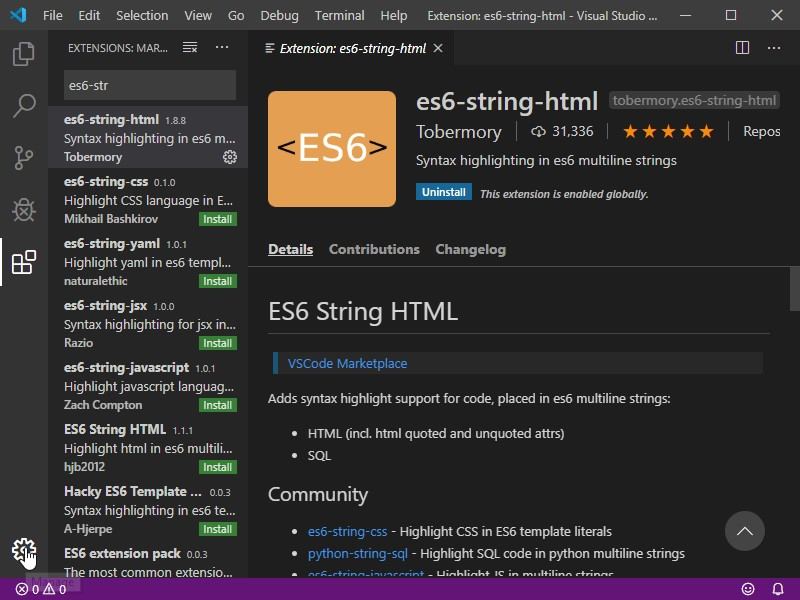 File Edit Selection View Go Debug Terminal Help Extension: es6-string-html - Visual Studio ...
EXTENSIONS: MAR...
Extension: es6-string-html
es6-str
es6-string-html 1.8.8
Syntax highlighting in es6 m...
Tobermory
es6-string-css 0.1.0
Highlight CSS language in E...
Mikhail Bashkirov Install
es6-string-yaml 1.0.1
Highlight yaml in es6 templ...
naturalethic Install
es6-string-jsx 1.0.0
Syntax highlighting for jsx in...
Razio Install
es6-string-javascript 1.0.1
Highlight javascript languag...
Zach Compton Install
ES6 String HTML 1.1.1
Highlight html in es6 multili...
hjb2012 Install
Hacky ES6 Template ... 0.0.3
Syntax highlighting in es6 te...
A-Hjerpe Install
ES6 extension pack 0.0.3
The most common extensio...
<ES6>
es6-string-html tobermory.es6-string-html
Tobermory 31,336 Repos
Syntax highlighting in es6 multiline strings
Uninstall This extension is enabled globally.
Details Contributions Changelog
ES6 String HTML
VSCode Marketplace
Adds syntax highlight support for code, placed in es6 multiline strings:
• HTML (incl. html quoted and unquoted attrs)
• SQL
Community
• es6-string-css - Highlight CSS in ES6 template literals
• python-string-sql - Highlight SQL code in python multiline strings
• es6-string-javascript - Highlight JS in multiline strings
Manage
0 0